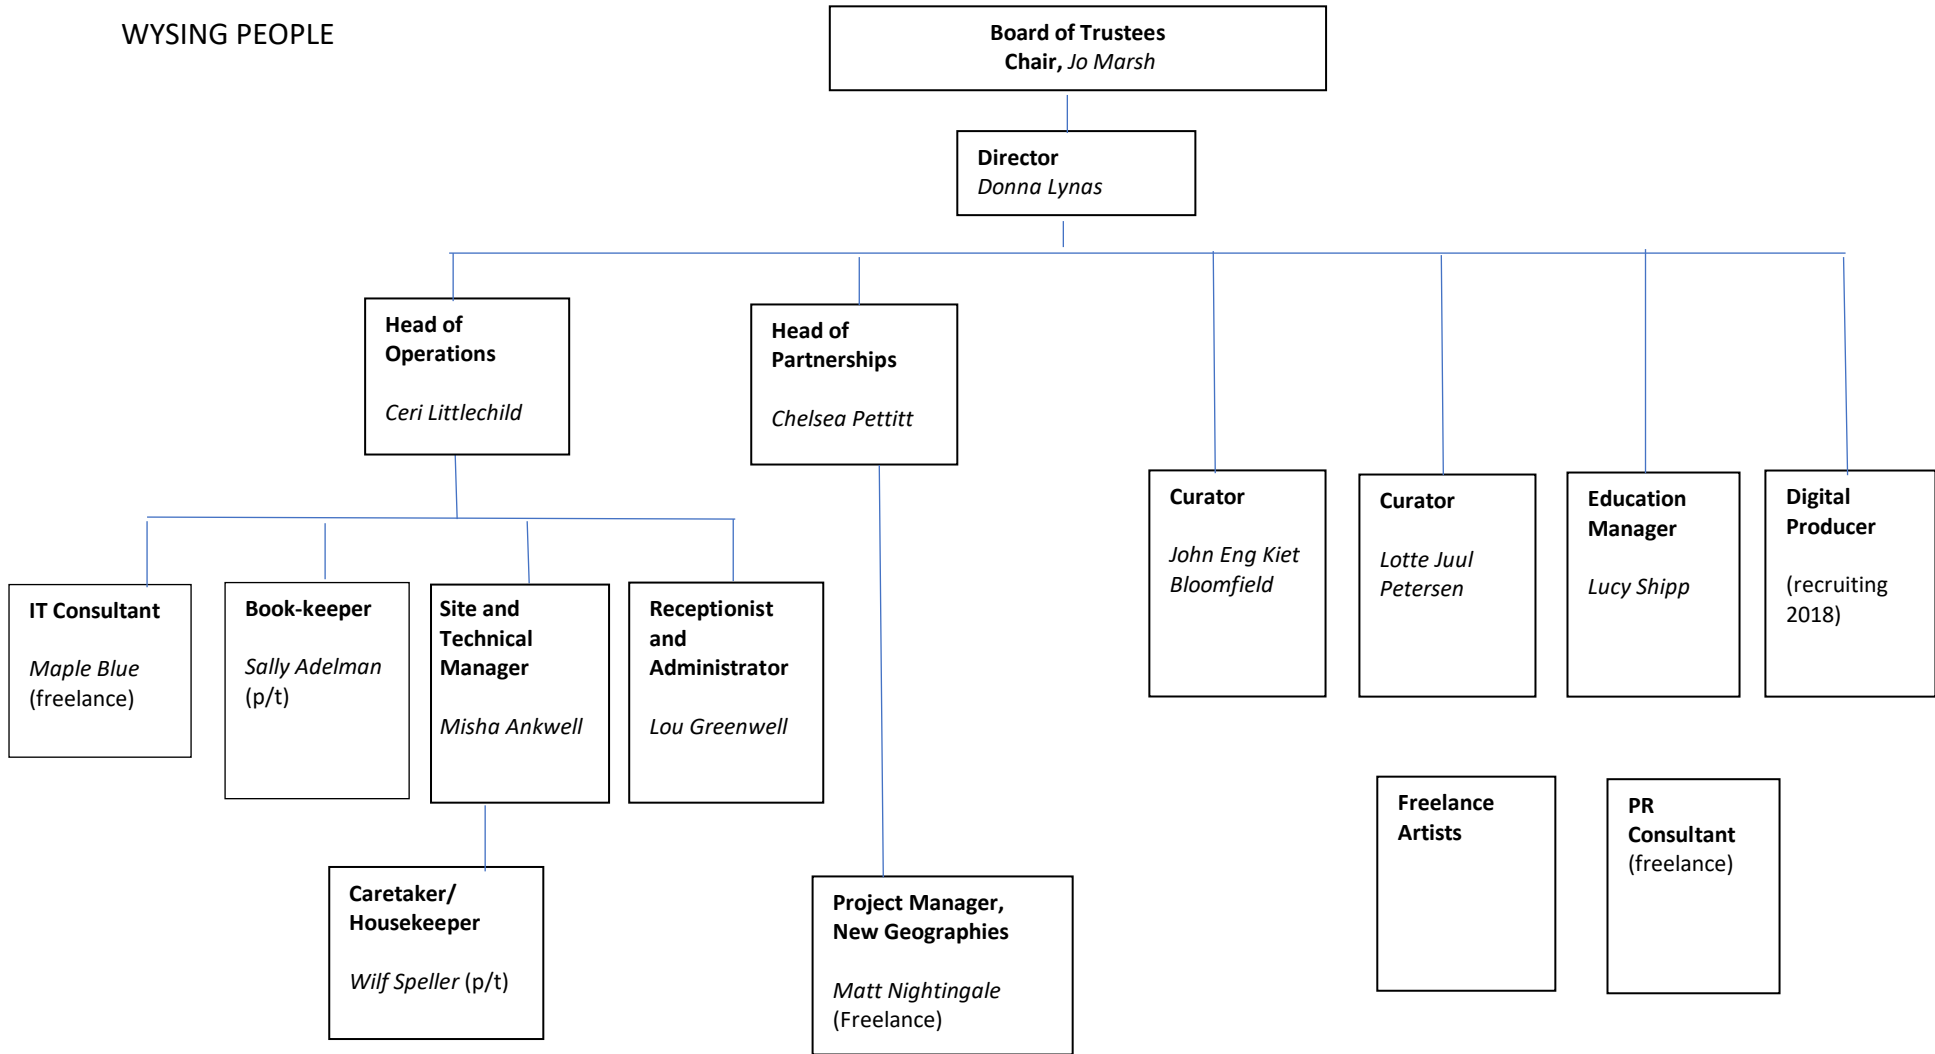 WYSING PEOPLE
Board of Trustees
Chair, Jo Marsh
Director
Donna Lynas
Head of
Operations
Ceri Littlechild
Head of
Partnerships
Chelsea Pettitt
Curator
John Eng Kiet
Bloomfield
Curator
Lotte Juul
Petersen
Education
Manager
Lucy Shipp
Digital
Producer
(recruiting
2018)
IT Consultant
Maple Blue
(freelance)
Book-keeper
Sally Adelman
(p/t)
Site and
Technical
Manager
Misha Ankwell
Receptionist
and
Administrator
Lou Greenwell
Caretaker/
Housekeeper
Wilf Speller (p/t)
Project Manager,
New Geographies
Matt Nightingale
(Freelance)
Freelance
Artists
PR
Consultant
(freelance)